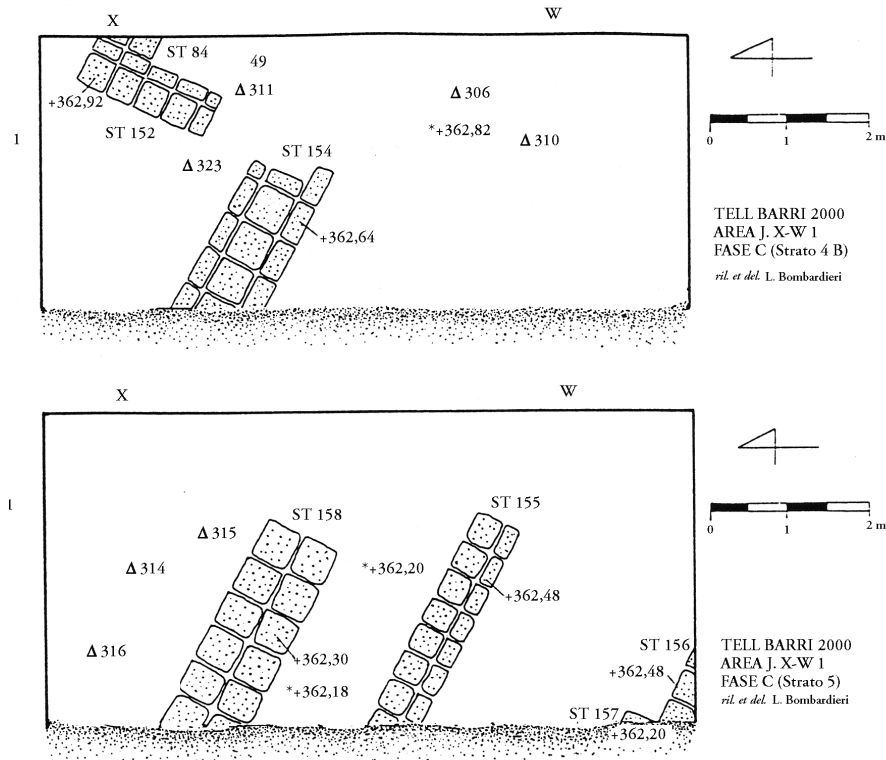 X W
ST 84
49
Δ 311
Δ 306
+362,92
*+362,82
Δ 310
ST 152
1
ST 154
Δ 323
+362,64
0 1 2 m
TELL BARRI 2000
AREA J. X-W 1
FASE C (Strato 4 B)
ril. et del. L. Bombardieri
X W
1
ST 158
ST 155
Δ 315
Δ 314
*+362,20
+362,48
Δ 316
+362,30
*+362,18
ST 156
+362,48
ST 157
+362,20
0 1 2 m
TELL BARRI 2000
AREA J. X-W 1
FASE C (Strato 5)
ril. et del. L. Bombardieri